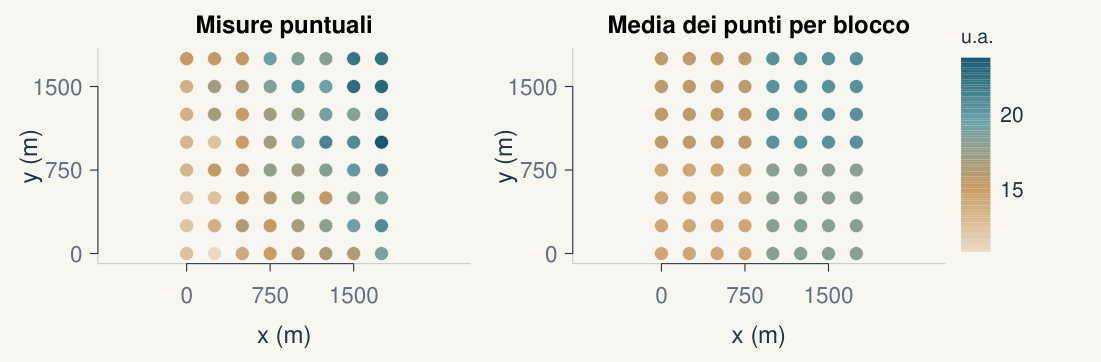 Misure puntuali
Media dei punti per blocco
u.a.
1500
750
0
y (m)
0 750 1500
x (m)
1500
750
0
y (m)
0 750 1500
x (m)
20
15